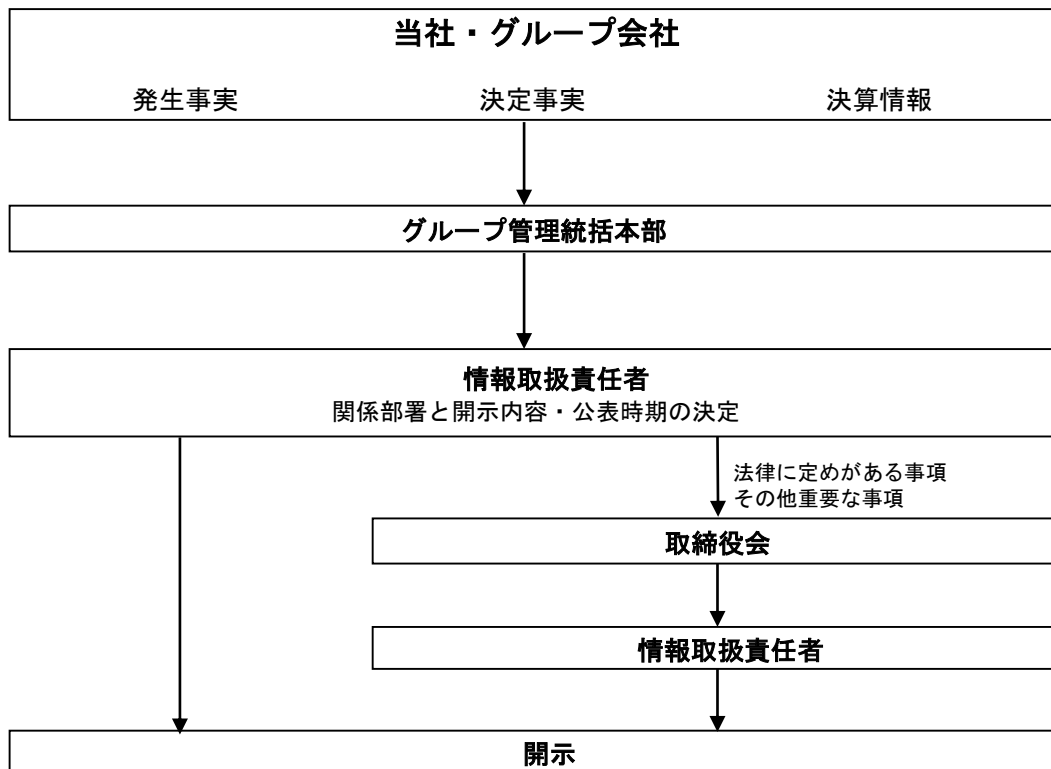 当社・グループ会社
発生事実 決定事実 決算情報
グループ管理統括本部
情報取扱責任者
関係部署と開示内容・公表時期の決定
法律に定めがある事項
その他重要な事項
取締役会
情報取扱責任者
開示